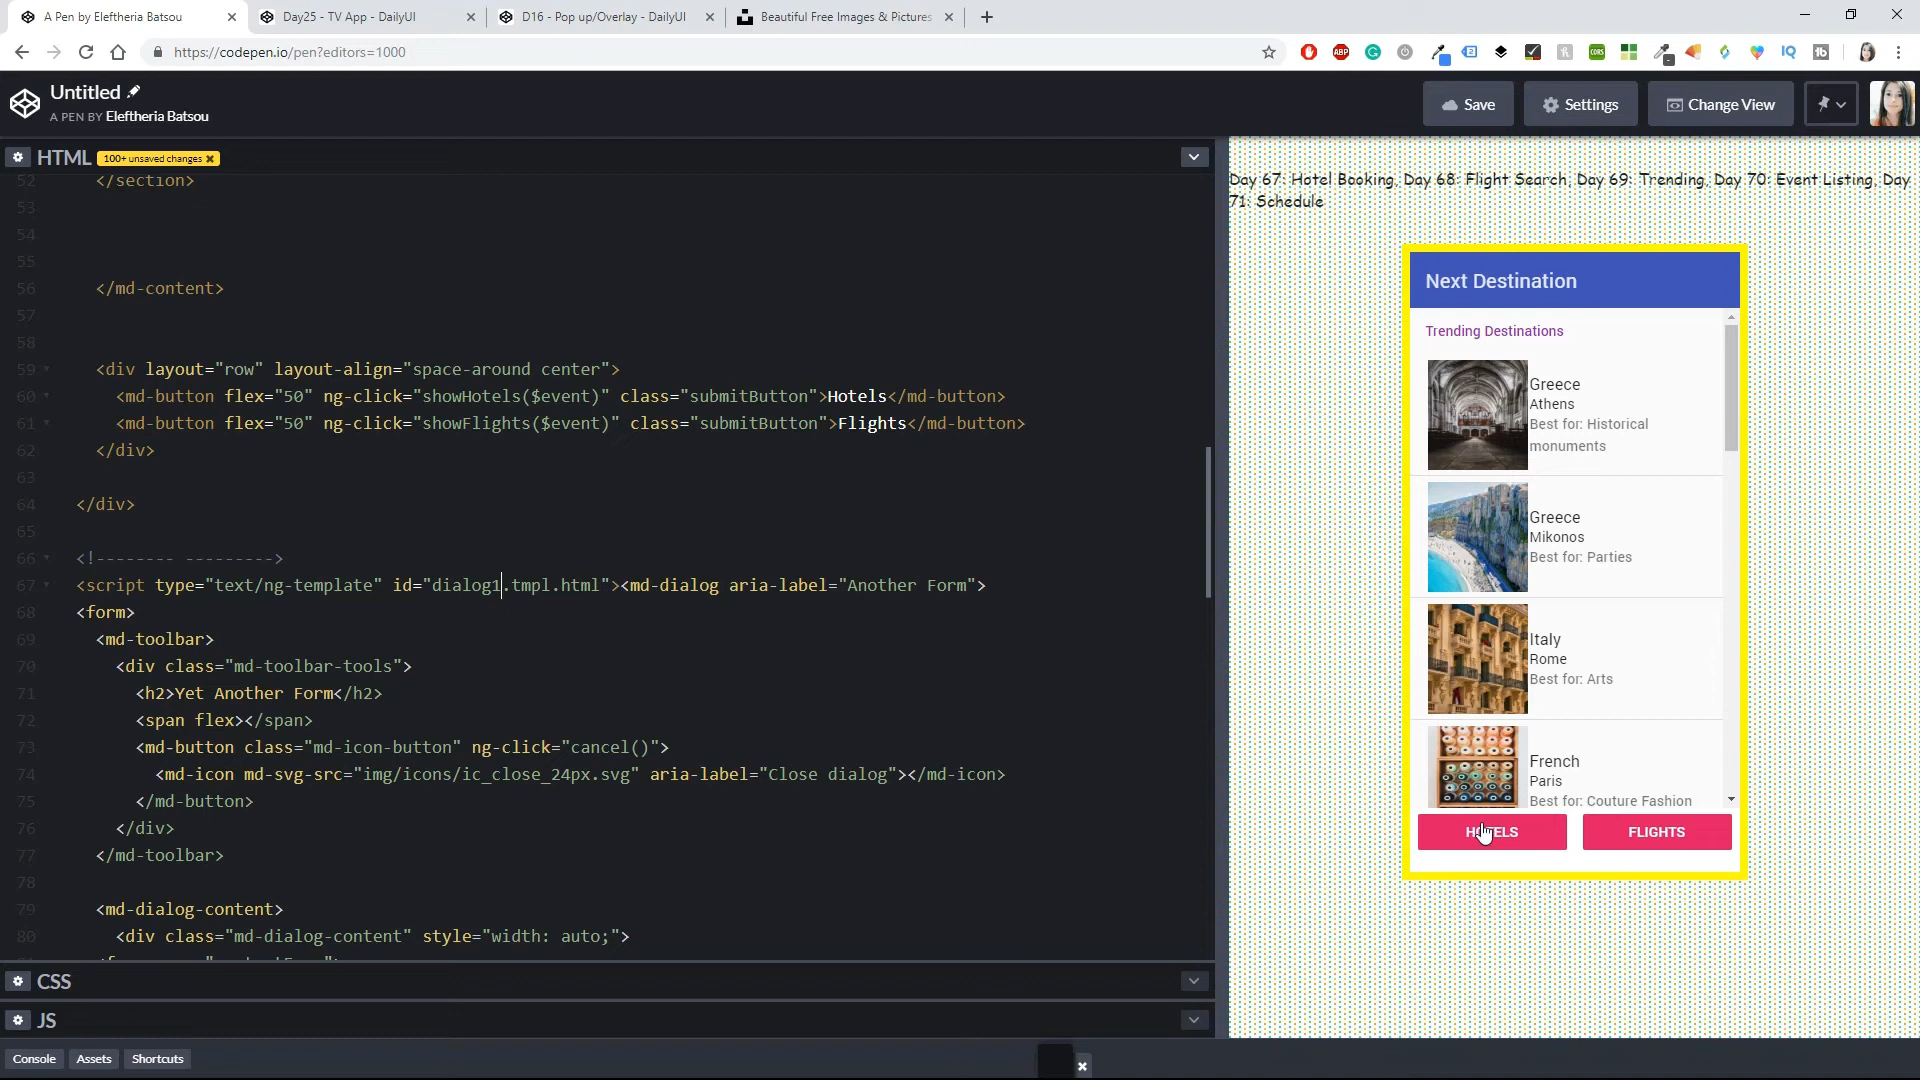 A Pen by Eleftheria Batsou
Day25 - TV App - DailyUI
D16 - Pop up/Overlay - DailyUI
Beautiful Free Images & Pictures
https://codepen.io/pen?editors=1000
Untitled
A PEN BY Eleftheria Batsou
Save
Settings
Change View
HTML
100+ unsaved changes
52 </section>
53
54
55
56 </md-content>
57
58
59 <div layout="row" layout-align="space-around center">
60 <md-button flex="50" ng-click="showHotels($event)" class="submitButton">Hotels</md-button>
61 <md-button flex="50" ng-click="showFlights($event)" class="submitButton">Flights</md-button>
62 </div>
63
64 </div>
65
66 <!-------- --------->
67 <script type="text/ng-template" id="dialog1.tmpl.html"><md-dialog aria-label="Another Form">
68 <form>
69 <md-toolbar>
70 <div class="md-toolbar-tools">
71 <h2>Yet Another Form</h2>
72 <span flex></span>
73 <md-button class="md-icon-button" ng-click="cancel()">
74 <md-icon md-svg-src="img/icons/ic_close_24px.svg" aria-label="Close dialog"></md-icon>
75 </md-button>
76 </div>
77 </md-toolbar>
78
79 <md-dialog-content>
80 <div class="md-dialog-content" style="width: auto;">
CSS
JS
Console
Assets
Shortcuts
Day 67: Hotel Booking, Day 68: Flight Search, Day 69: Trending, Day 70: Event Listing, Day
71: Schedule
Next Destination
Trending Destinations
Greece
Athens
Best for: Historical
monuments
Greece
Mikonos
Best for: Parties
Italy
Rome
Best for: Arts
French
Paris
Best for: Couture Fashion
FLIGHTS